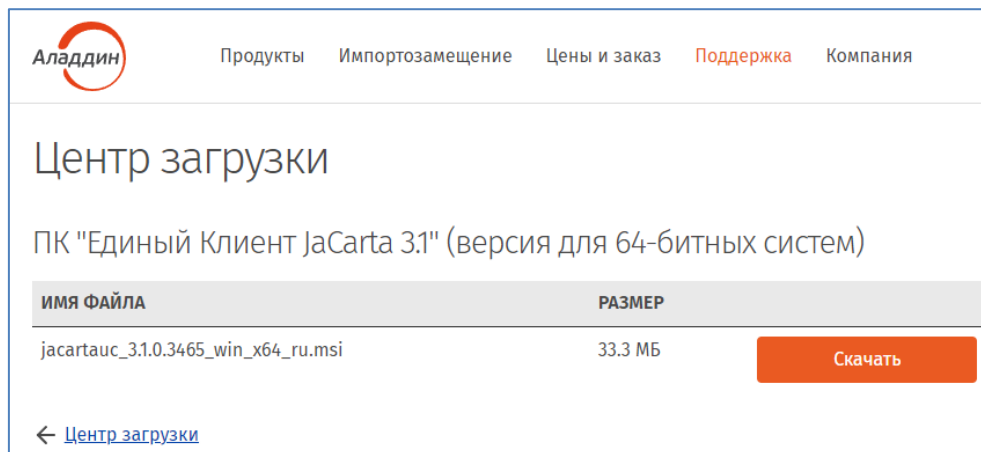 Аладдин
Продукты Импортозамещение Цены и заказ Поддержка Компания
Центр загрузки
ПК "Единый Клиент JaCarta 3.1" (версия для 64-битных систем)
ИМЯ ФАЙЛА РАЗМЕР
jacartauc_3.1.0.3465_win_x64_ru.msi 33.3 МБ Скачать
← Центр загрузки